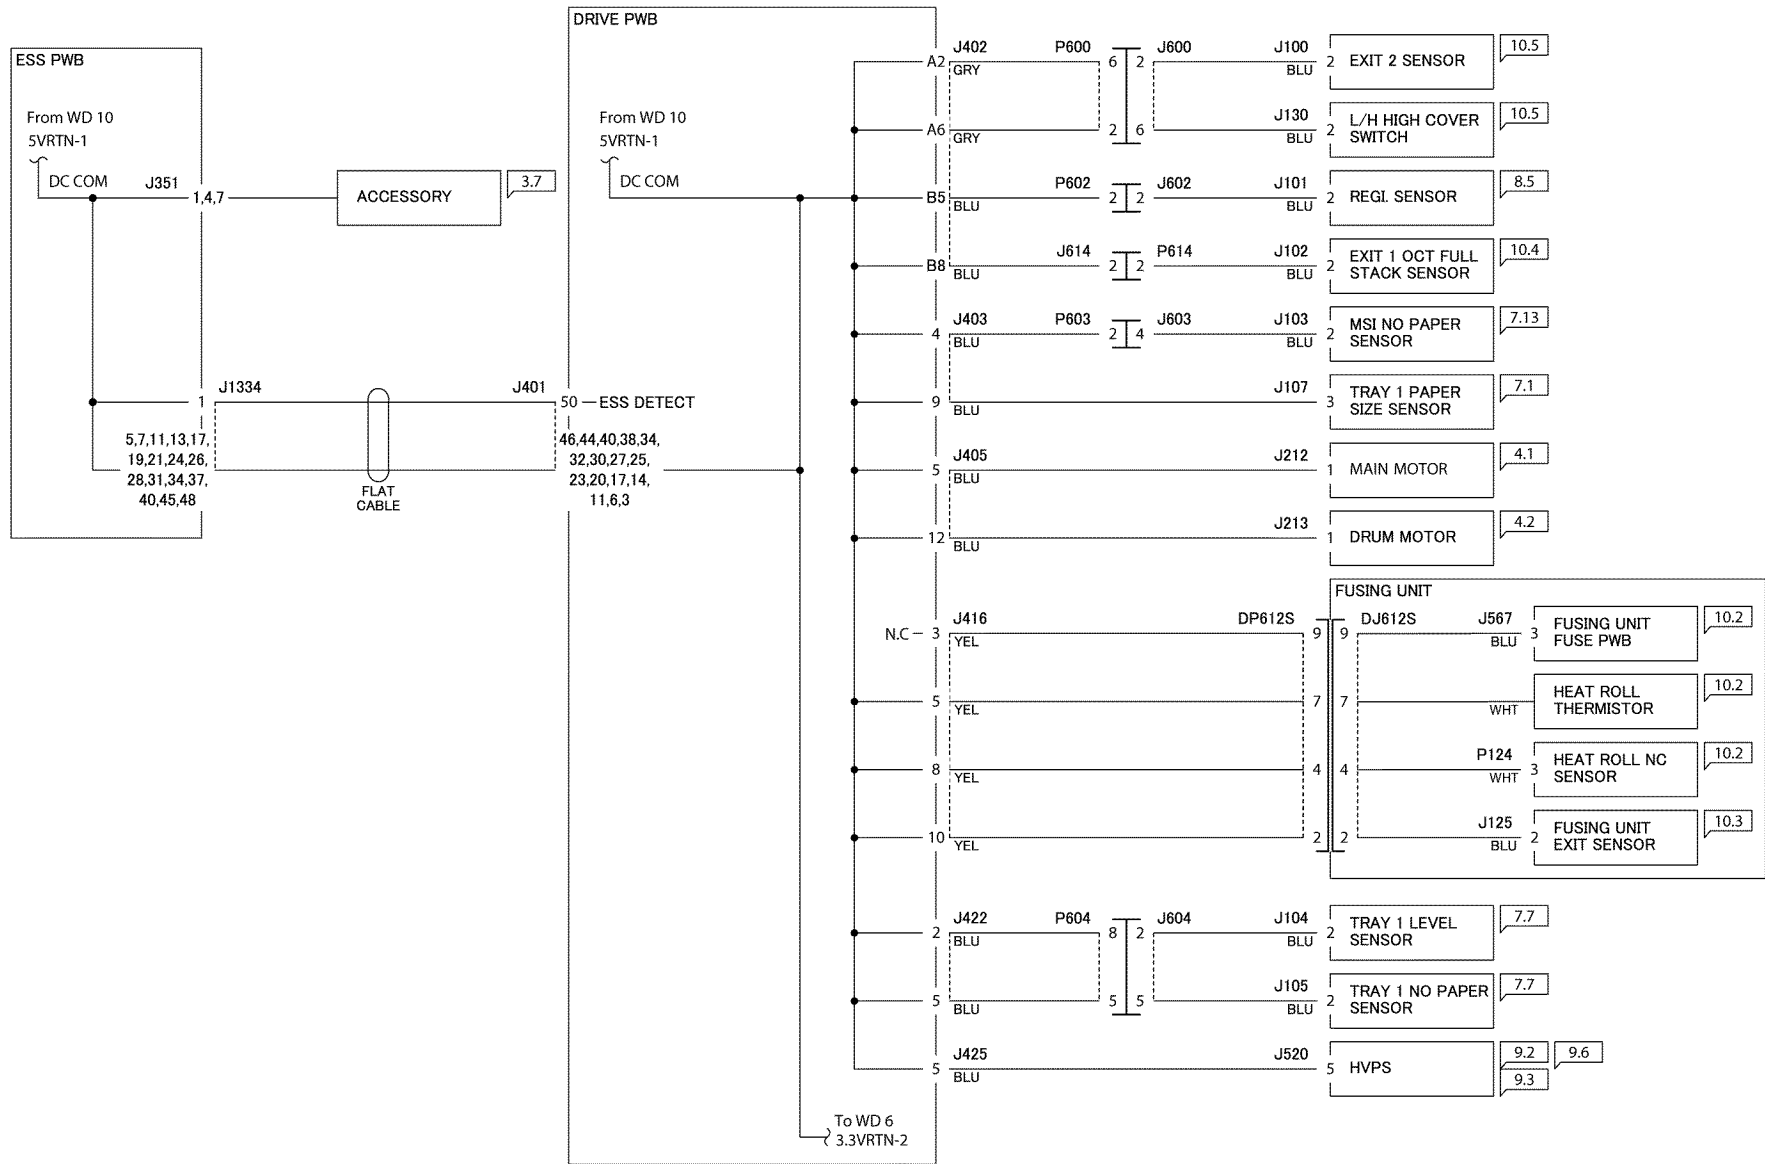 DRIVE PWB
ESS PWB
From WD 10
5VRTN-1
DC COM
J351
1,4,7
ACCESSORY
3.7
J1334
1
5,7,11,13,17,
19,21,24,26,
28,31,34,37,
40,45,48
FLAT
CABLE
J401
50
ESS DETECT
46,44,40,38,34,
32,30,27,25,
23,20,17,14,
11,6,3
From WD 10
5VRTN-1
DC COM
To WD 6
3.3VRTN-2
A2 J402 GRY P600 6 2 J600 J100 BLU 2 EXIT 2 SENSOR 10.5
A6 GRY 2 6 J130 BLU 2 L/H HIGH COVER
SWITCH
10.5
B5 BLU P602 2 2 J602 J101 BLU 2 REGI. SENSOR 8.5
B8 BLU J614 2 2 P614 J102 BLU 2 EXIT 1 OCT FULL
STACK SENSOR
10.4
4 J403 BLU P603 2 4 J603 J103 BLU 2 MSI NO PAPER
SENSOR
7.13
9 BLU J107 3 TRAY 1 PAPER
SIZE SENSOR
7.1
5 J405 BLU J212 1 MAIN MOTOR 4.1
12 BLU J213 1 DRUM MOTOR 4.2
FUSING UNIT
N.C 3 J416 YEL DP612S 9 9 DJ612S J567 BLU 3 FUSING UNIT
FUSE PWB
10.2
5 YEL 7 7 WHT HEAT ROLL
THERMISTOR
10.2
8 YEL 4 4 P124 WHT 3 HEAT ROLL NC
SENSOR
10.2
10 YEL 2 2 J125 BLU 2 FUSING UNIT
EXIT SENSOR
10.3
2 J422 BLU P604 8 2 J604 J104 BLU 2 TRAY 1 LEVEL
SENSOR
7.7
5 BLU 5 5 J105 BLU 2 TRAY 1 NO PAPER
SENSOR
7.7
5 J425 BLU J520 5 HVPS 9.2 9.6
9.3